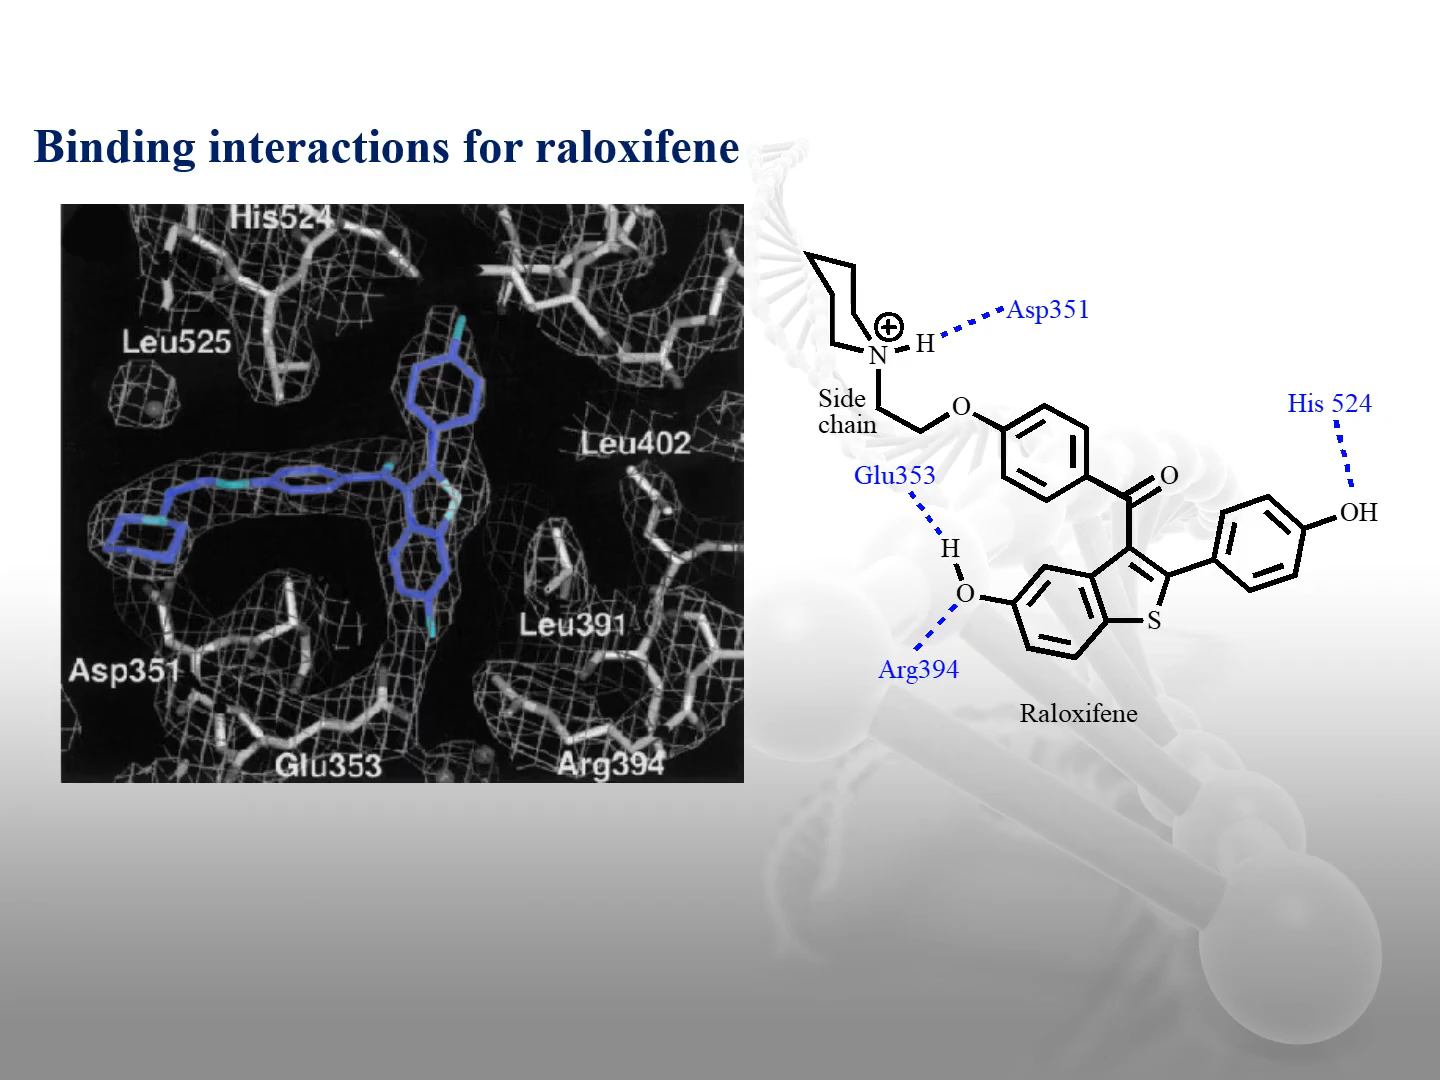 Binding interactions for raloxifene
His524
Leu525
Leu402
Leu391
Asp351
Glu353
Arg394
Asp351
H
N
Side
chain
O
His 524
Glu353
O
OH
H
O
S
Arg394
Raloxifene